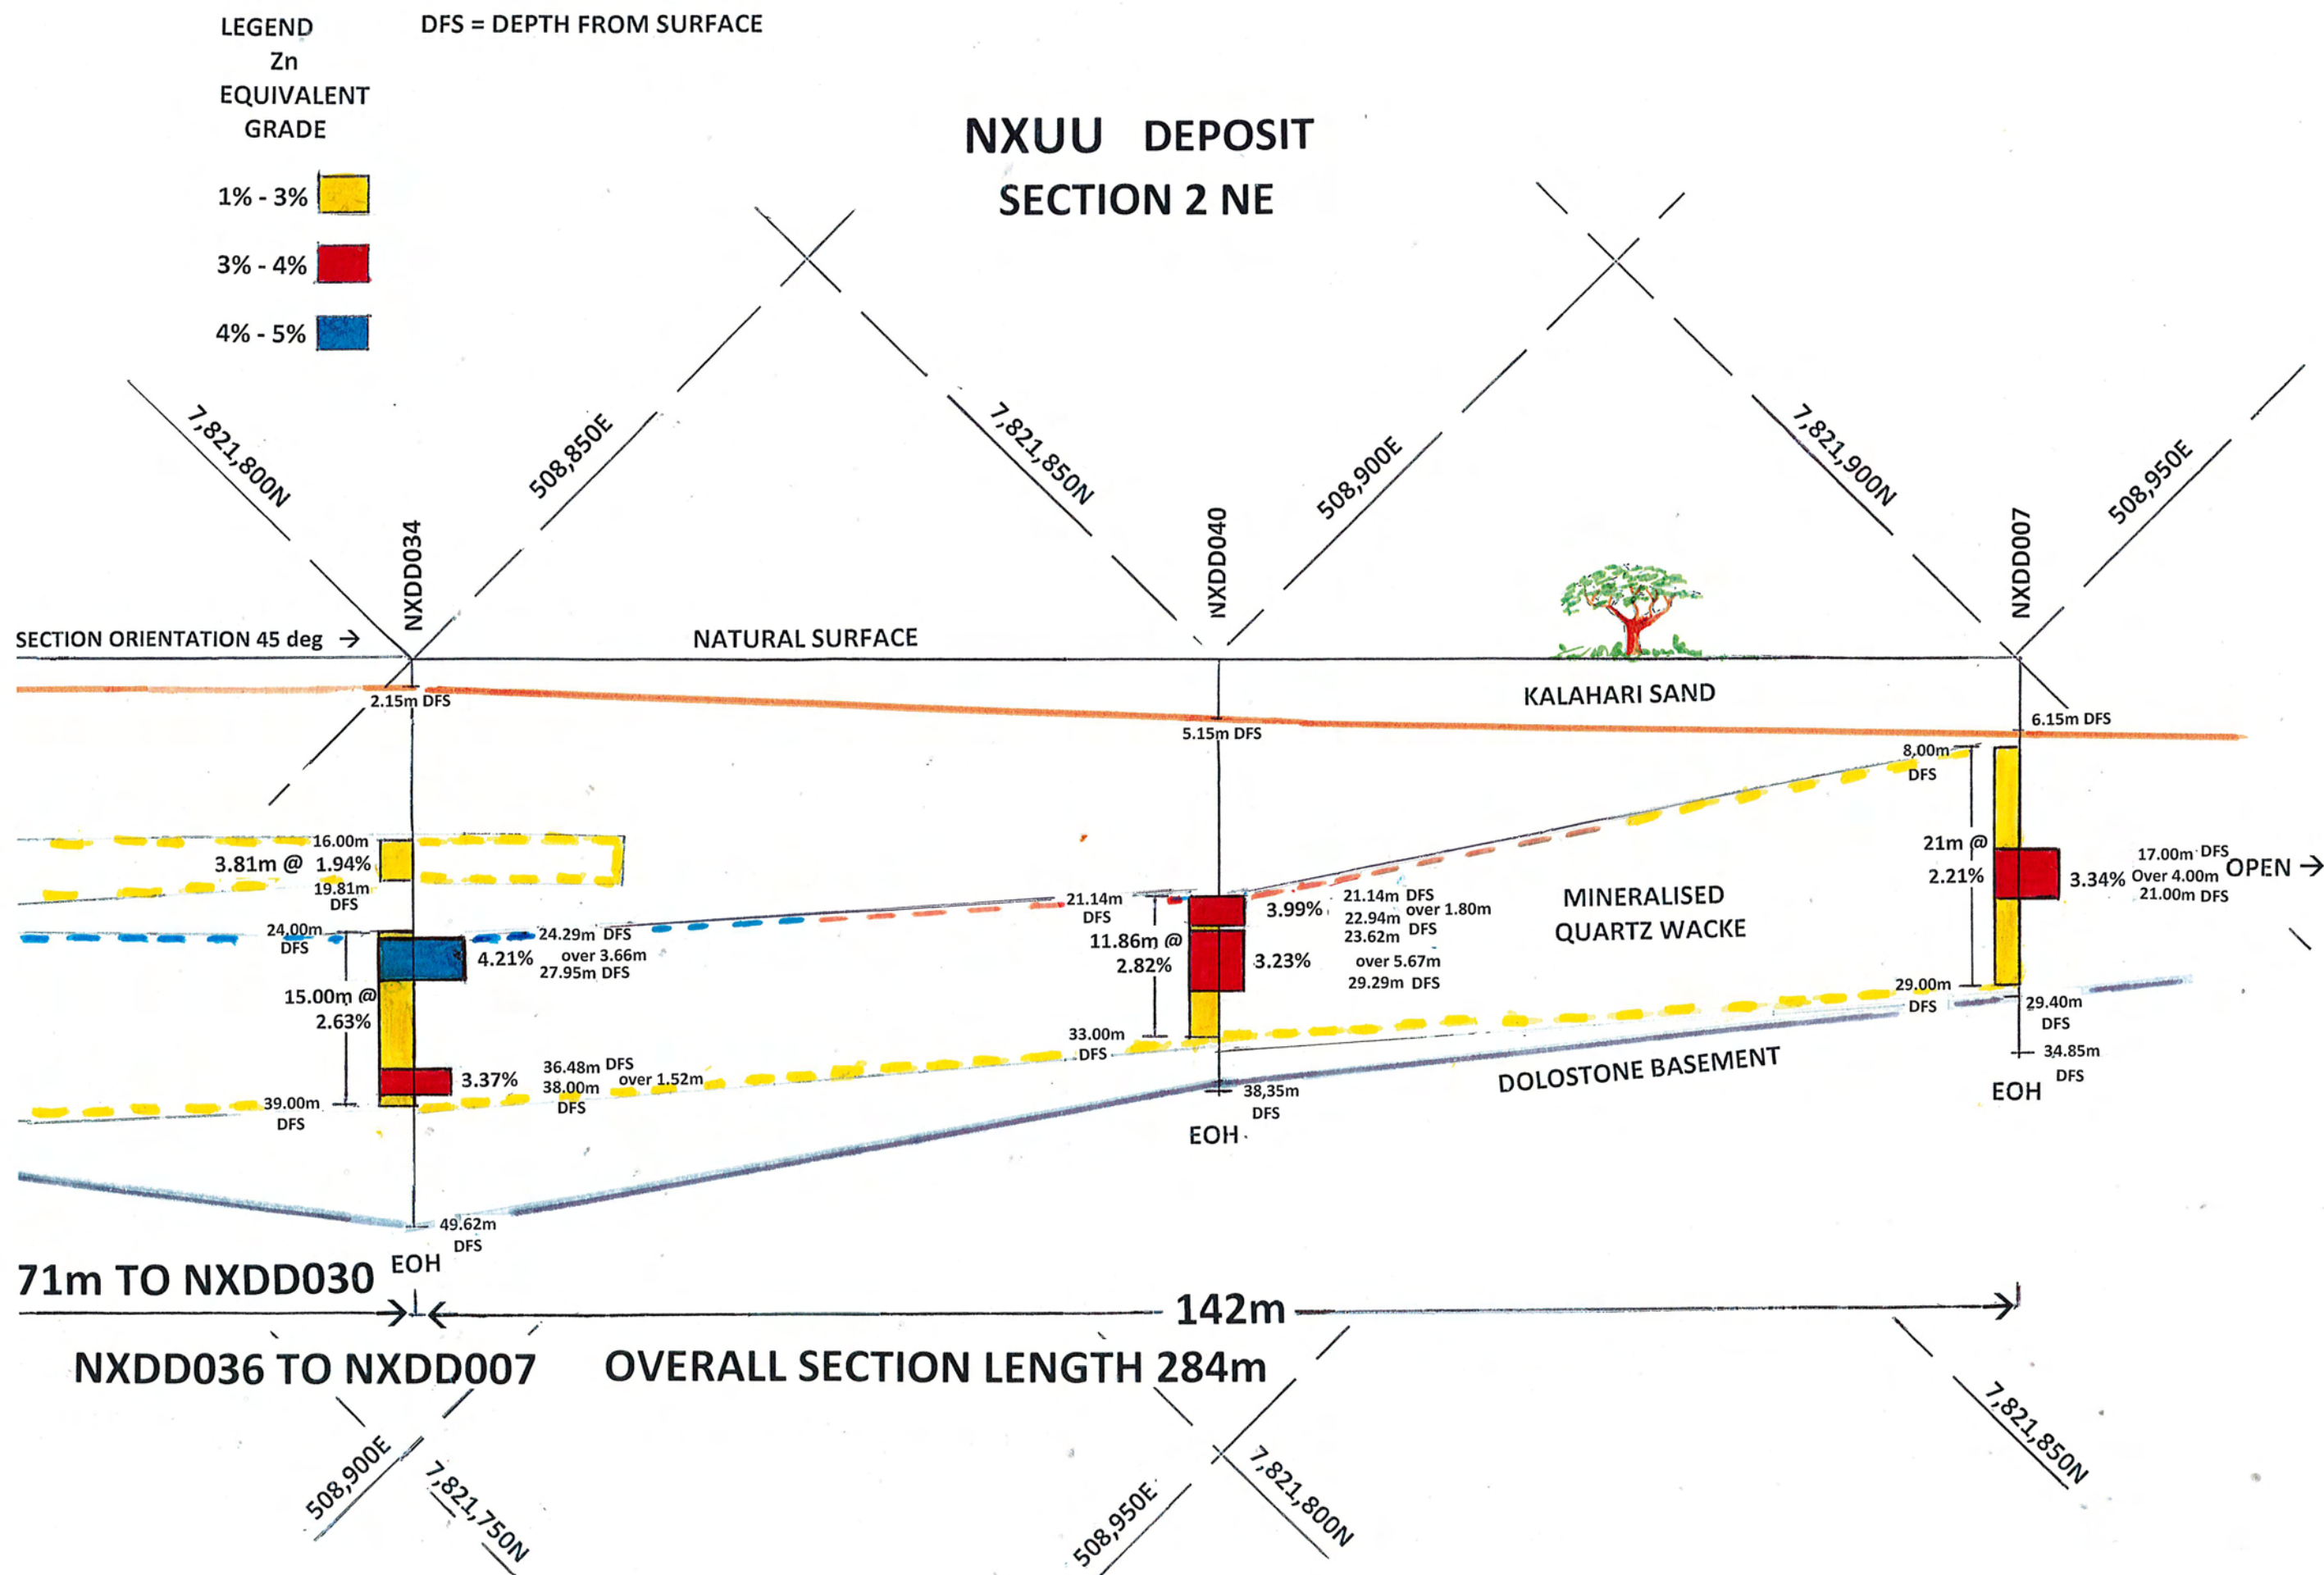 LEGEND
Zn
EQUIVALENT
GRADE
1% - 3%
3% - 4%
4% - 5%
DFS = DEPTH FROM SURFACE
NXUU DEPOSIT
SECTION 2 NE
7,821,800N
508,850E
7,821,850N
508,900E
7,821,900N
508,950E
NXDD034
NXDD040
NXDD007
SECTION ORIENTATION 45 deg →
NATURAL SURFACE
KALAHARI SAND
2.15m DFS
5.15m DFS
6.15m DFS
16.00m
3.81m @ 1.94%
19.81m
DFS
24.00m
DFS
24.29m DFS
4.21% over 3.66m
27.95m DFS
15.00m @
2.63%
36.48m DFS
3.37% over 1.52m
38.00m
DFS
39.00m
DFS
49.62m
DFS
EOH
21.14m
DFS
11.86m @
2.82%
33.00m
DFS
3.99%
21.14m DFS
over 1.80m
22.94m
DFS
23.62m
3.23% over 5.67m
29.29m DFS
38,35m
DFS
EOH
MINERALISED
QUARTZ WACKE
DOLOSTONE BASEMENT
8,00m
DFS
21m @
2.21%
17.00m DFS
3.34% Over 4.00m
21.00m DFS
OPEN →
29.00m
DFS
29.40m
DFS
34.85m
DFS
EOH
71m TO NXDD030
142m
NXDD036 TO NXDD007 OVERALL SECTION LENGTH 284m
508,900E
7,821,750N
508,950E
7,821,800N
7,821,850N